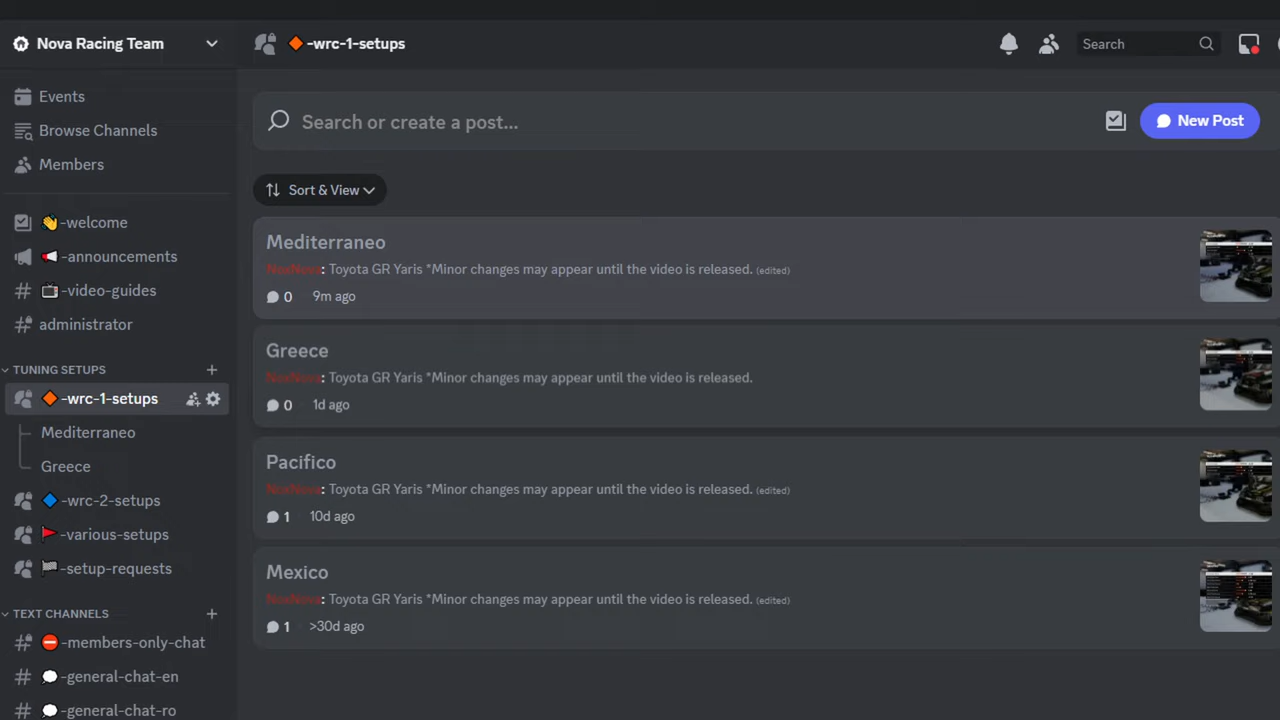 Nova Racing Team
Events
Browse Channels
Members
-welcome
-announcements
-video-guides
administrator
TUNING SETUPS
-wrc-1-setups
Mediterraneo
Greece
-wrc-2-setups
-various-setups
-setup-requests
TEXT CHANNELS
-members-only-chat
-general-chat-en
-general-chat-ro
-wrc-1-setups
Search
Search or create a post...
New Post
Sort & View
Mediterraneo
NoxNova: Toyota GR Yaris *Minor changes may appear until the video is released. (edited)
0 9m ago
Greece
NoxNova: Toyota GR Yaris *Minor changes may appear until the video is released.
0 1d ago
Pacifico
NoxNova: Toyota GR Yaris *Minor changes may appear until the video is released. (edited)
1 10d ago
Mexico
NoxNova: Toyota GR Yaris *Minor changes may appear until the video is released. (edited)
1 >30d ago